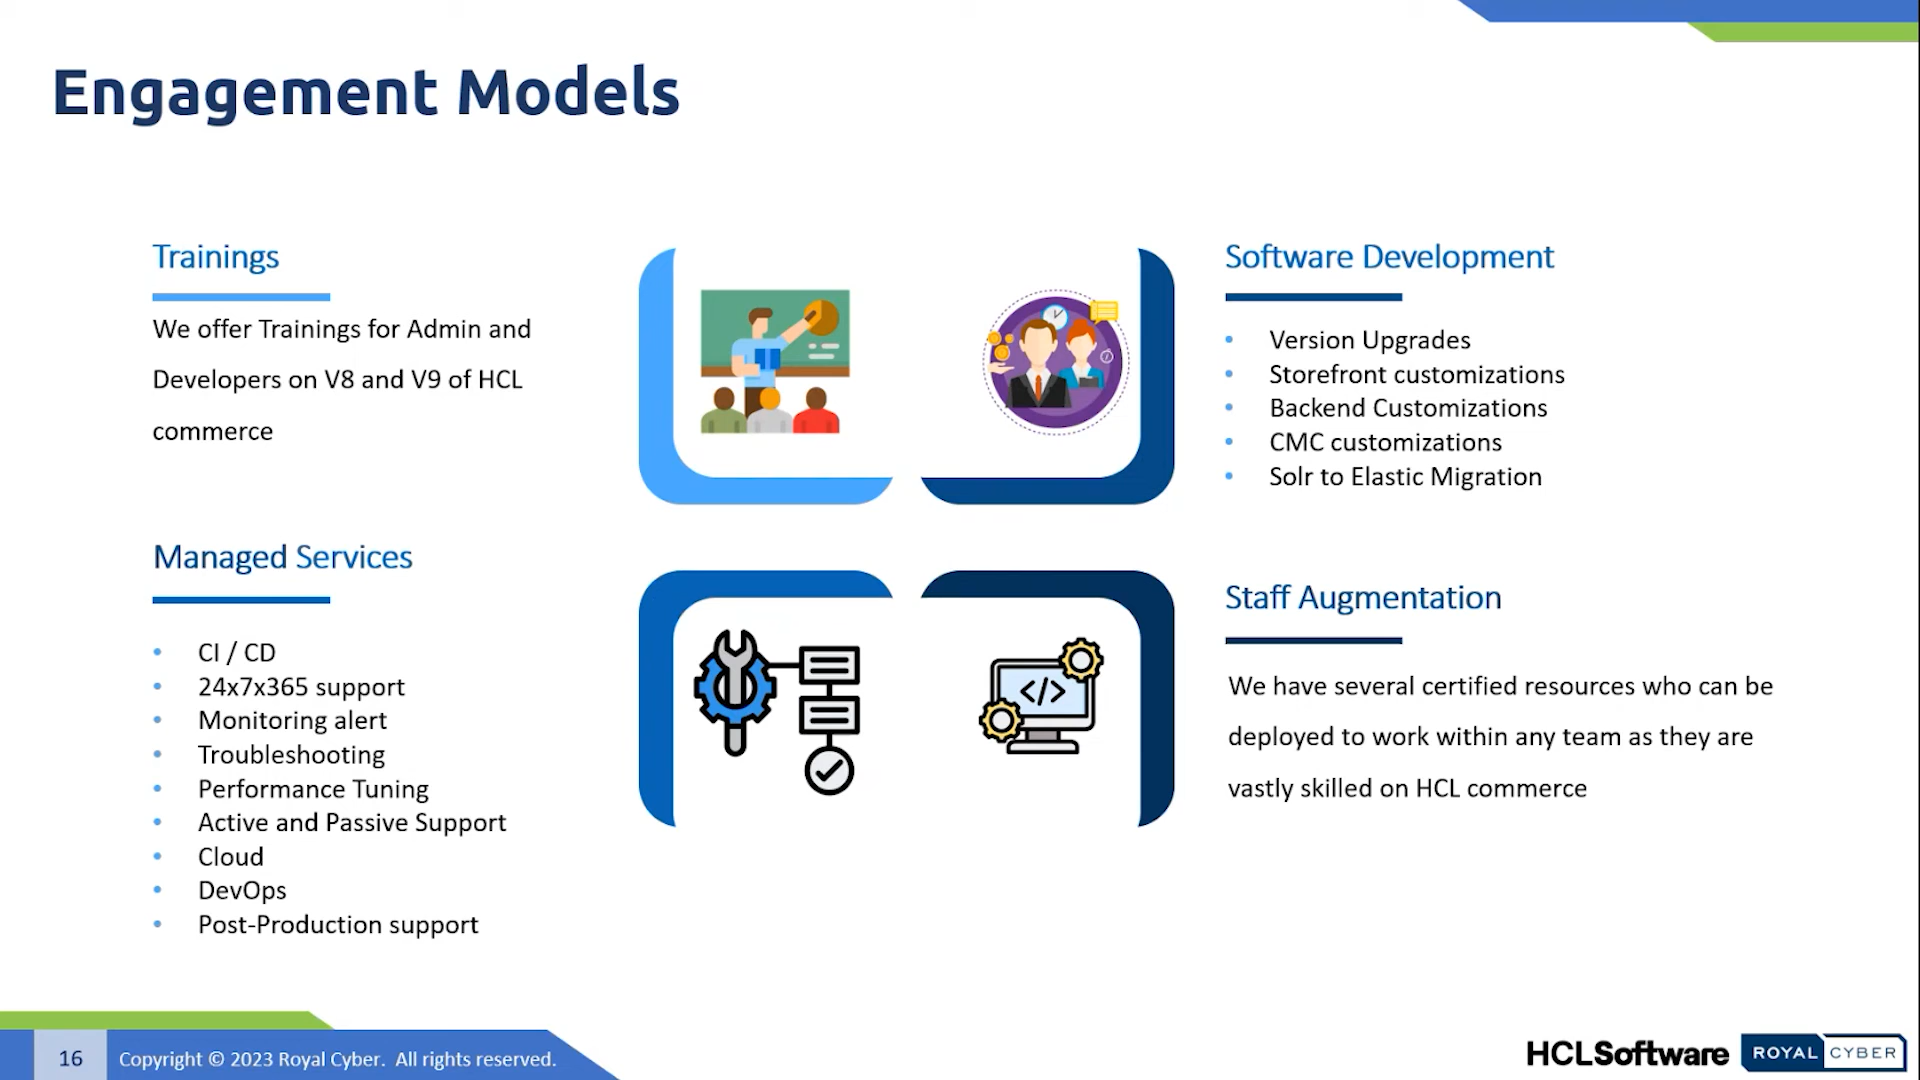 Engagement Models
Trainings
We offer Trainings for Admin and
Developers on V8 and V9 of HCL
commerce
Software Development
• Version Upgrades
• Storefront customizations
• Backend Customizations
• CMC customizations
• Solr to Elastic Migration
Managed Services
• CI / CD
• 24x7x365 support
• Monitoring alert
• Troubleshooting
• Performance Tuning
• Active and Passive Support
• Cloud
• DevOps
• Post-Production support
</>
Staff Augmentation
We have several certified resources who can be
deployed to work within any team as they are
vastly skilled on HCL commerce
16
Copyright © 2023 Royal Cyber. All rights reserved.
HCLSoftware
ROYAL CYBER